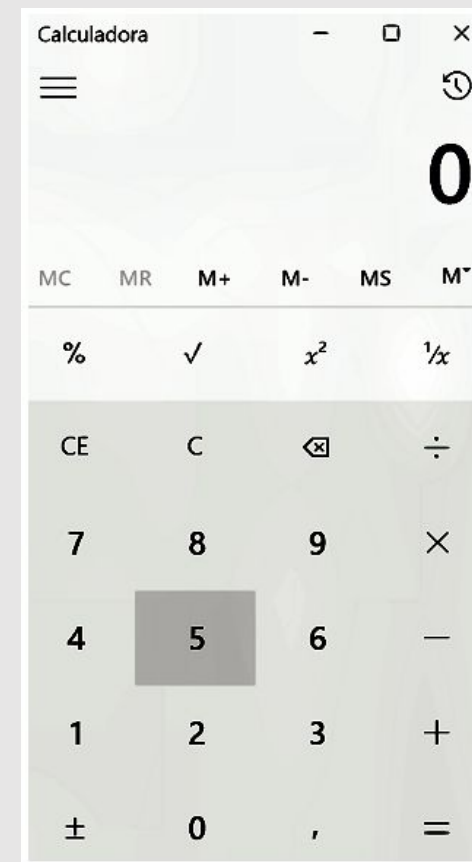 Calculadora
0
MC MR M+ M- MS M▾
% √ x² ¹/x
CE C ⌫ ÷
7 8 9 ×
4 5 6 −
1 2 3 +
± 0 , =